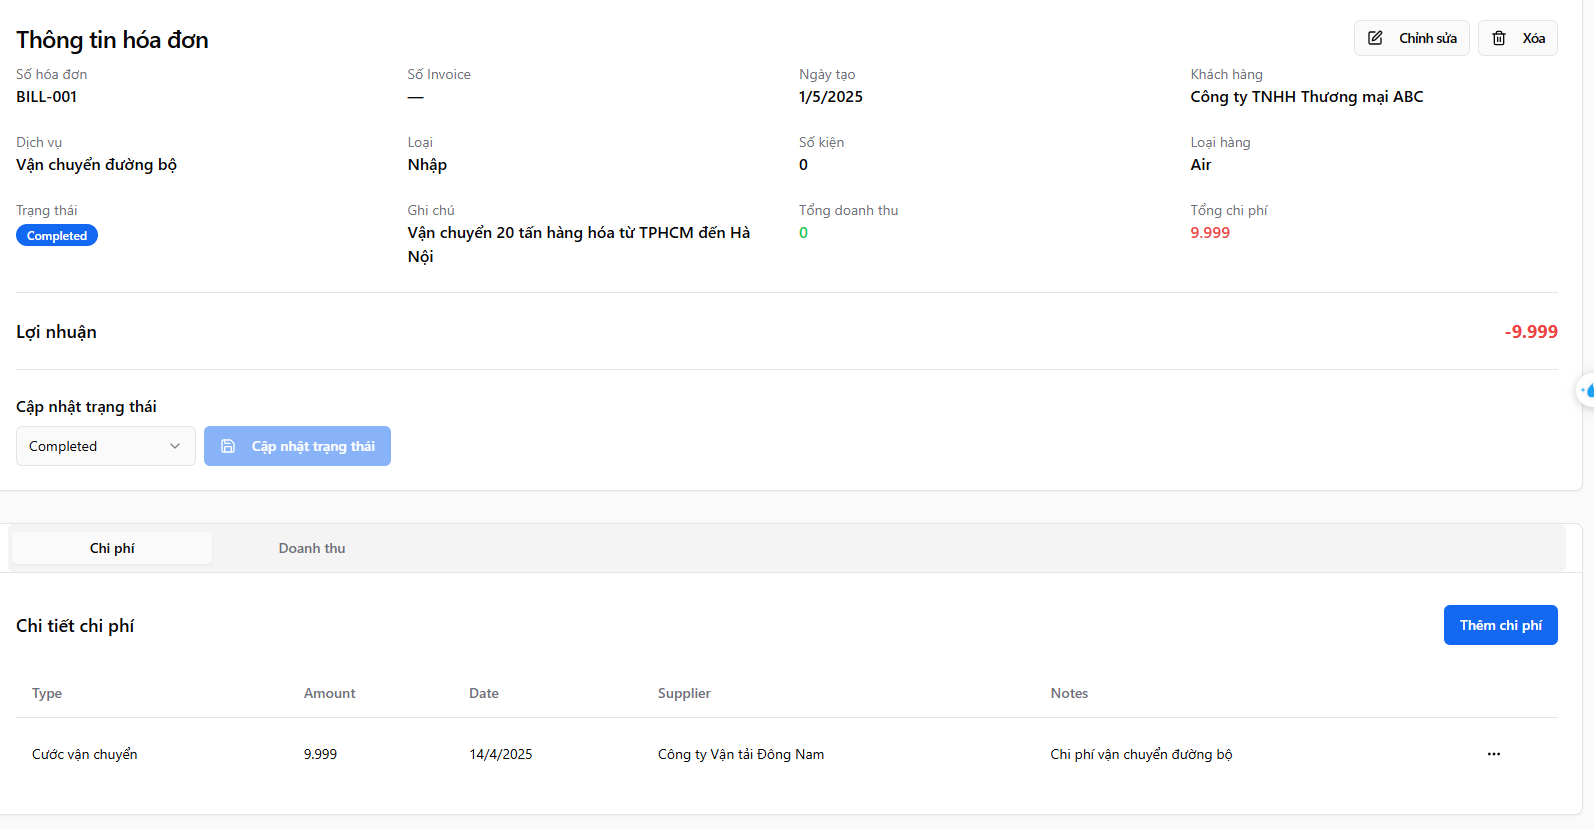 Thông tin hóa đơn
Chỉnh sửa
Xóa
Số hóa đơn
BILL-001
Số Invoice
—
Ngày tạo
1/5/2025
Khách hàng
Công ty TNHH Thương mại ABC
Dịch vụ
Vận chuyển đường bộ
Loại
Nhập
Số kiện
0
Loại hàng
Air
Trạng thái
Completed
Ghi chú
Vận chuyển 20 tấn hàng hóa từ TPHCM đến Hà
Nội
Tổng doanh thu
0
Tổng chi phí
9.999
Lợi nhuận
-9.999
Cập nhật trạng thái
Completed
Cập nhật trạng thái
Chi phí
Doanh thu
Chi tiết chi phí
Thêm chi phí
Type
Amount
Date
Supplier
Notes
Cước vận chuyển
9.999
14/4/2025
Công ty Vận tải Đông Nam
Chi phí vận chuyển đường bộ